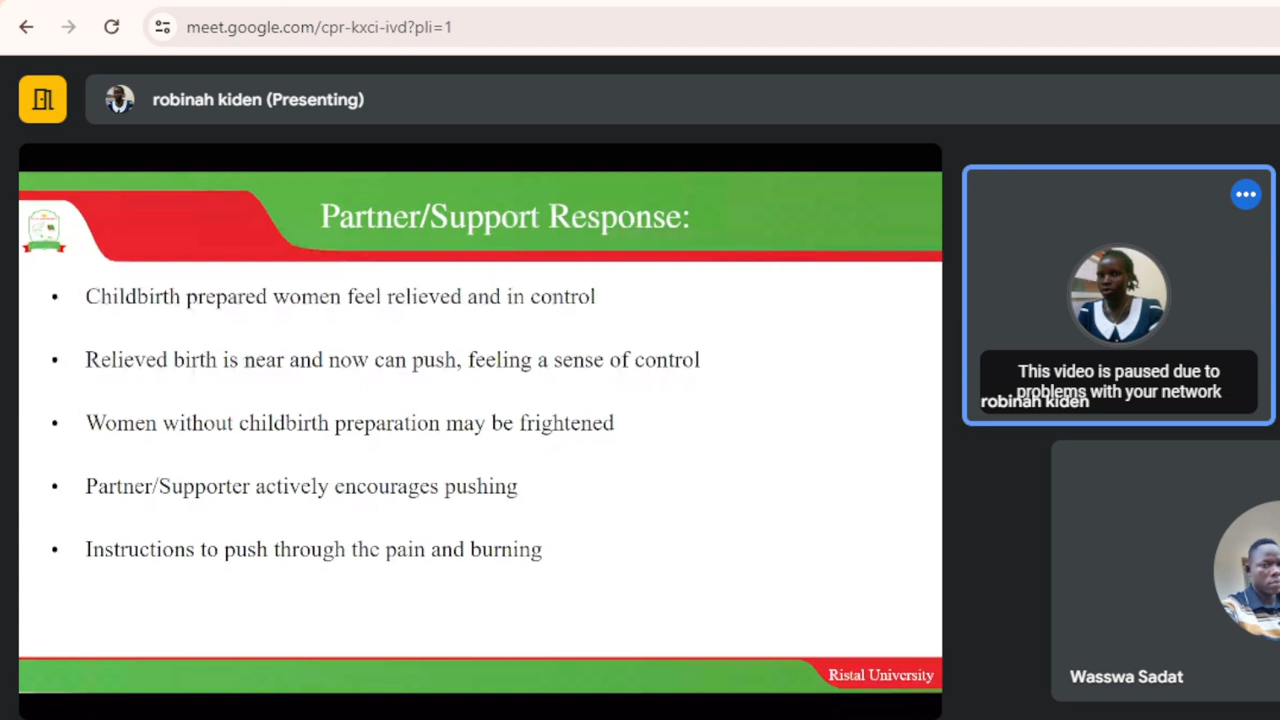 meet.google.com/cpr-kxci-ivd?pli=1
robinah kiden (Presenting)
Partner/Support Response:
• Childbirth prepared women feel relieved and in control
• Relieved birth is near and now can push, feeling a sense of control
• Women without childbirth preparation may be frightened
• Partner/Supporter actively encourages pushing
• Instructions to push through the pain and burning
Ristal University
This video is paused due to
problems with your network
robinah kiden
Wasswa Sadat